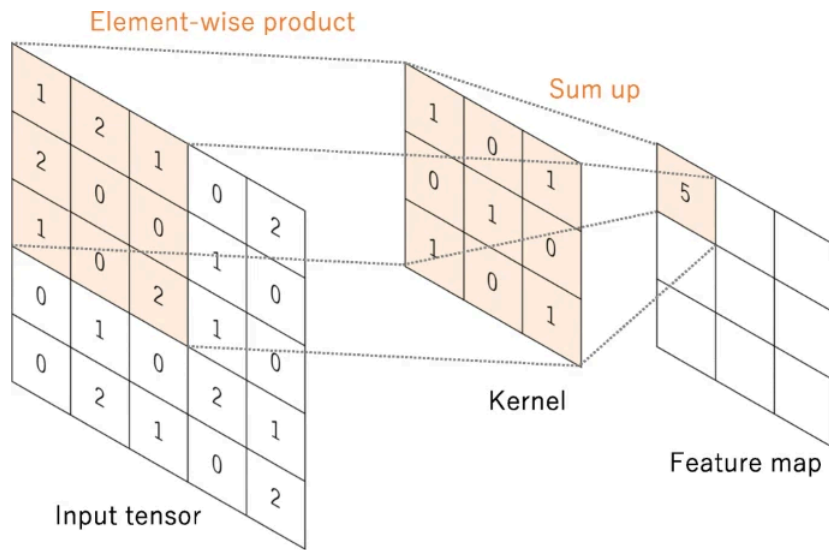 Element-wise product
Sum up
1 2 1 0 2
2 0 0 1 0
1 0 2 1 0
0 1 0 2 1
0 2 1 0 2
Input tensor
1 0 1
0 1 0
1 0 1
Kernel
5
Feature map